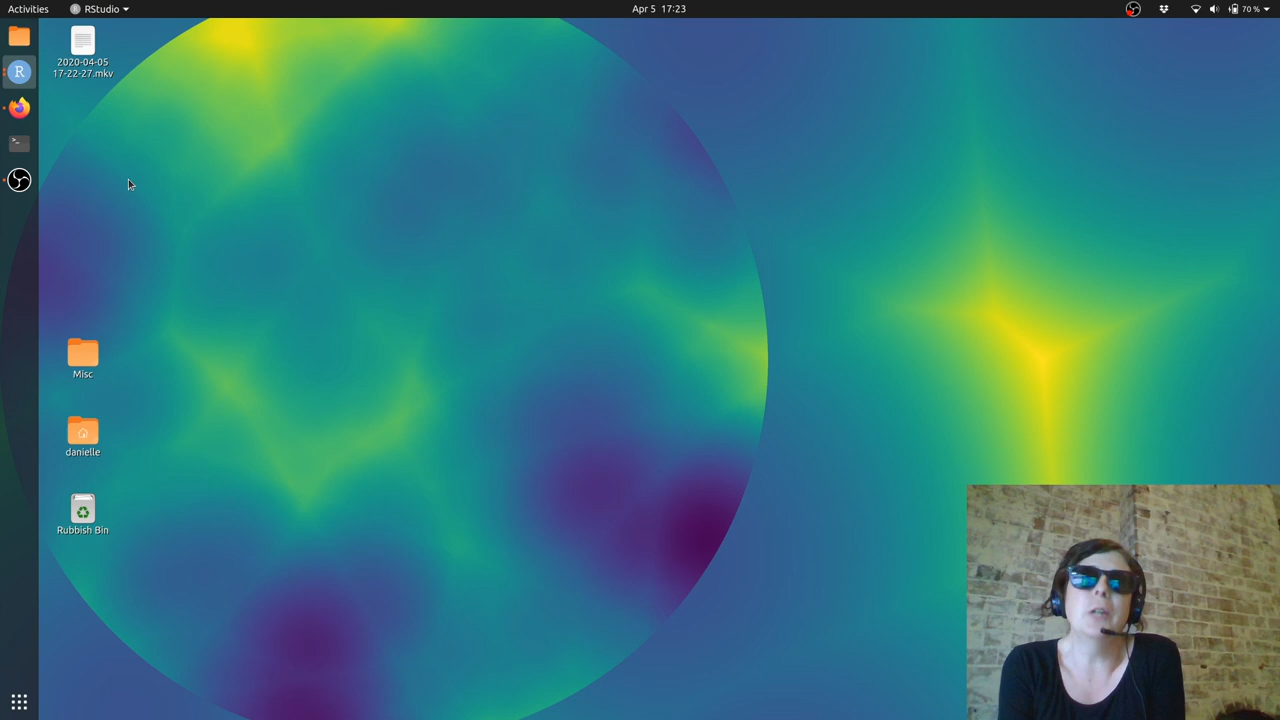 Activities
RStudio
Apr 5 17:23
70 %
2020-04-05
17-22-27.mkv
R
Misc
danielle
Rubbish Bin